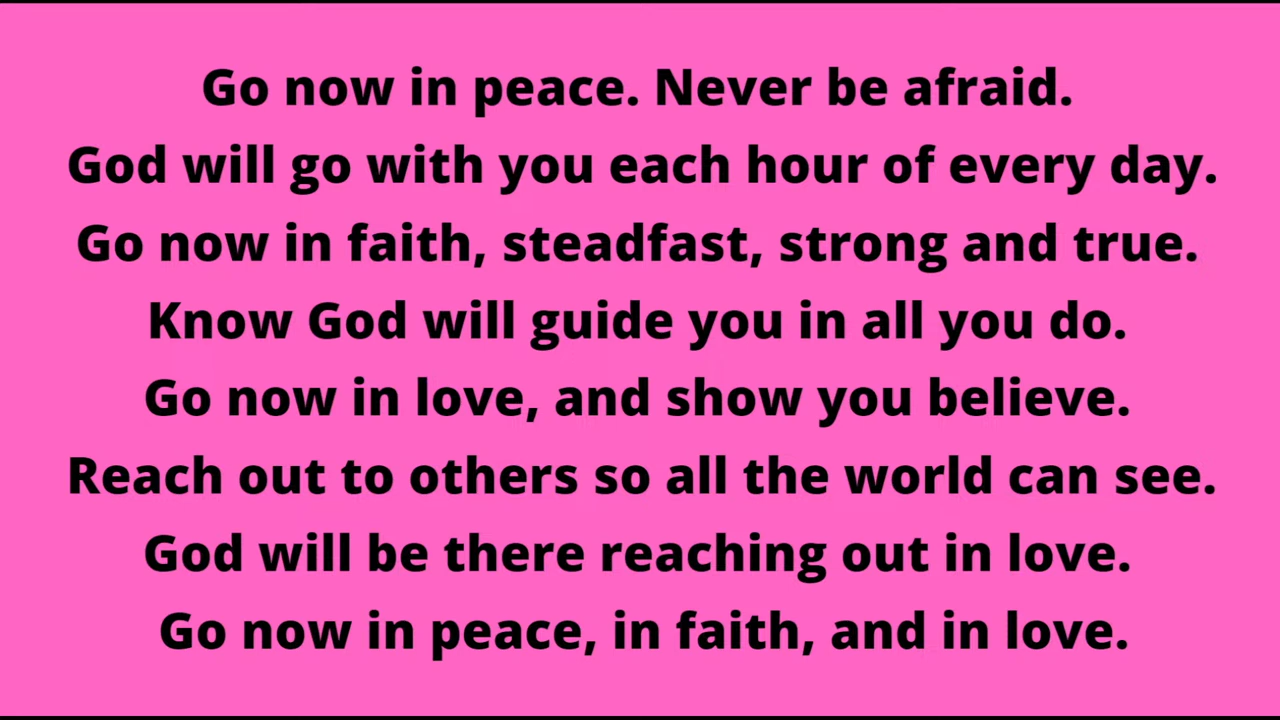 Go now in peace. Never be afraid.
God will go with you each hour of every day.
Go now in faith, steadfast, strong and true.
Know God will guide you in all you do.
Go now in love, and show you believe.
Reach out to others so all the world can see.
God will be there reaching out in love.
Go now in peace, in faith, and in love.